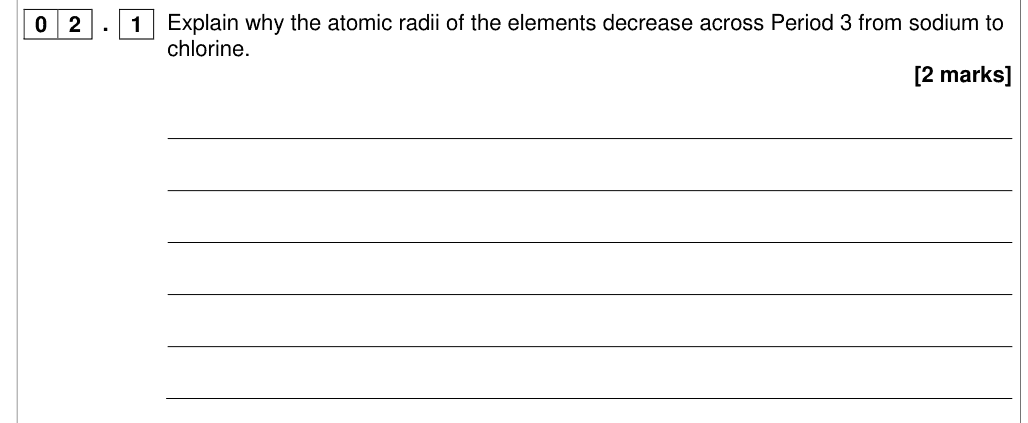 0 2 . 1 Explain why the atomic radii of the elements decrease across Period 3 from sodium to
chlorine.
[2 marks]